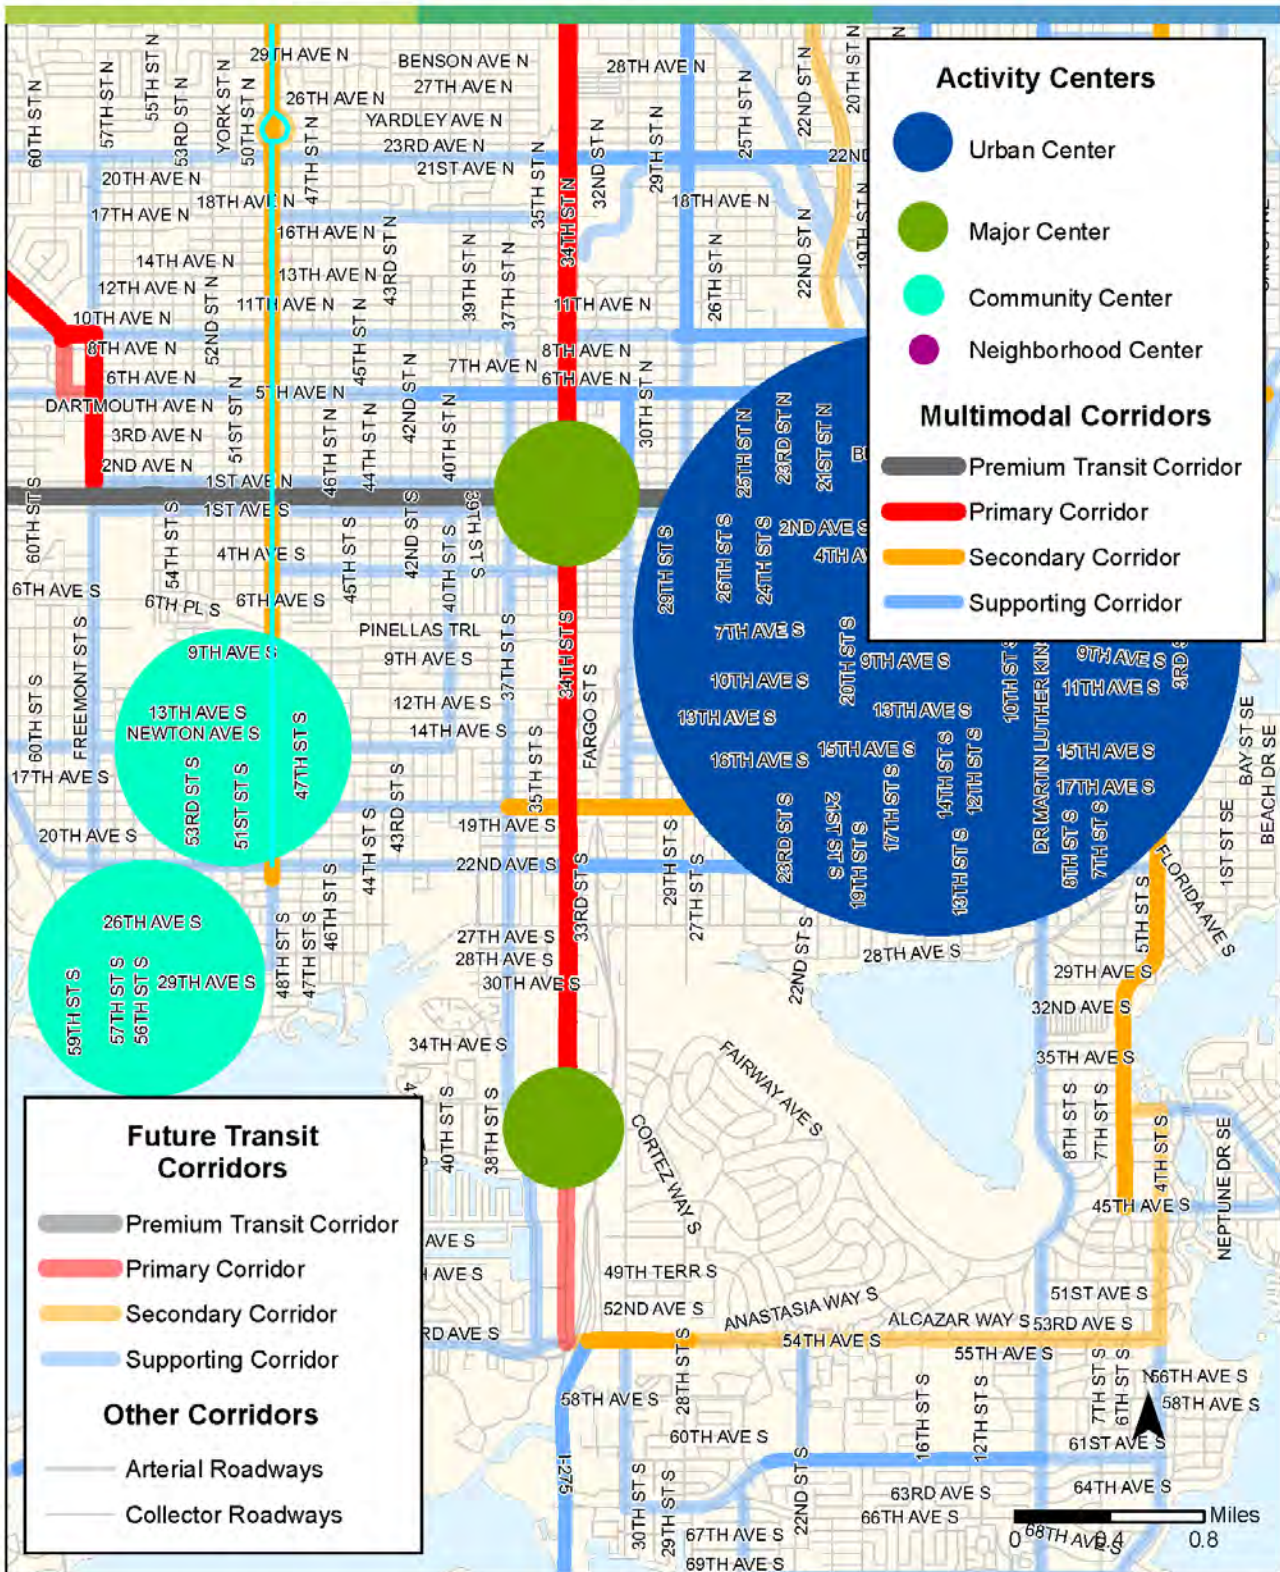 29TH AVE N
BENSON AVE N
28TH AVE N
27TH AVE N
26TH AVE N
YARDLEY AVE N
23RD AVE N
21ST AVE N
22ND
20TH AVE N
18TH AVE N
18TH AVE N
17TH AVE N
16TH AVE N
14TH AVE N
13TH AVE N
12TH AVE N
11TH AVE N
11TH AVE N
10TH AVE N
8TH AVE N
8TH AVE N
7TH AVE N
6TH AVE N
6TH AVE N
5TH AVE N
DARTMOUTH AVE N
3RD AVE N
2ND AVE N
1ST AVE N
1ST AVE S
60TH ST N
57TH ST N
55TH ST N
53RD ST N
YORK ST N
50TH ST N
47TH ST N
52ND ST N
51ST ST N
46TH ST N
45TH ST N
44TH ST N
43RD ST N
42ND ST N
40TH ST N
39TH ST N
37TH ST N
35TH ST N
34TH ST N
32ND ST N
30TH ST N
29TH ST N
26TH ST N
25TH ST N
22ND ST N
22ND ST N
20TH ST N
19TH ST N
25TH ST N
23RD ST N
21ST ST N
Activity Centers
Urban Center
Major Center
Community Center
Neighborhood Center
Multimodal Corridors
Premium Transit Corridor
Primary Corridor
Secondary Corridor
Supporting Corridor
2ND AVE S
4TH AV
4TH AVE S
6TH AVE S
6TH PL S
6TH AVE S
PINELLAS TRL
7TH AVE S
9TH AVE S
9TH AVE S
9TH AVE S
9TH AVE S
10TH AVE S
11TH AVE S
12TH AVE S
13TH AVE S
13TH AVE S
13TH AVE S
NEWTON AVE S
14TH AVE S
15TH AVE S
15TH AVE S
16TH AVE S
17TH AVE S
17TH AVE S
19TH AVE S
20TH AVE S
22ND AVE S
60TH ST S
60TH ST S
FREEMONT ST S
54TH ST S
53RD ST S
51ST ST S
47TH ST S
45TH ST S
44TH ST S
43RD ST S
42ND ST S
40TH ST S
39TH ST S
37TH ST S
35TH ST S
34TH ST S
FARGO ST S
33RD ST S
29TH ST S
29TH ST S
27TH ST S
26TH ST S
24TH ST S
23RD ST S
21ST ST S
20TH ST S
19TH ST S
17TH ST S
14TH ST S
13TH ST S
12TH ST S
10TH ST S
DR MARTIN LUTHER KIN
8TH ST S
7TH ST S
3RD S
5TH ST S
FLORIDA AVE S
1ST ST SE
BAY ST SE
BEACH DR SE
26TH AVE S
29TH AVE S
59TH ST S
57TH ST S
56TH ST S
48TH ST S
47TH ST S
46TH ST S
27TH AVE S
28TH AVE S
30TH AVE S
28TH AVE S
22ND ST S
29TH AVE S
32ND AVE S
34TH AVE S
35TH AVE S
40TH ST S
38TH ST S
FAIRWAY AVE S
CORTEZ WAY S
8TH ST S
7TH ST S
4TH ST S
NEPTUNE DR SE
45TH AVE S
AVE S
AVE S
RD AVE S
49TH TERR S
52ND AVE S
ANASTASIA WAY S
ALCAZAR WAY S
51ST AVE S
53RD AVE S
54TH AVE S
55TH AVE S
Future Transit
Corridors
Premium Transit Corridor
Primary Corridor
Secondary Corridor
Supporting Corridor
Other Corridors
Arterial Roadways
Collector Roadways
58TH AVE S
60TH AVE S
28TH ST S
I-275
30TH ST S
29TH ST S
22ND ST S
16TH ST S
12TH ST S
7TH ST S
6TH ST S
N
56TH AVE S
58TH AVE S
61ST AVE S
63RD AVE S
64TH AVE S
66TH AVE S
67TH AVE S
68TH AVE S
69TH AVE S
Miles
0 0.4 0.8